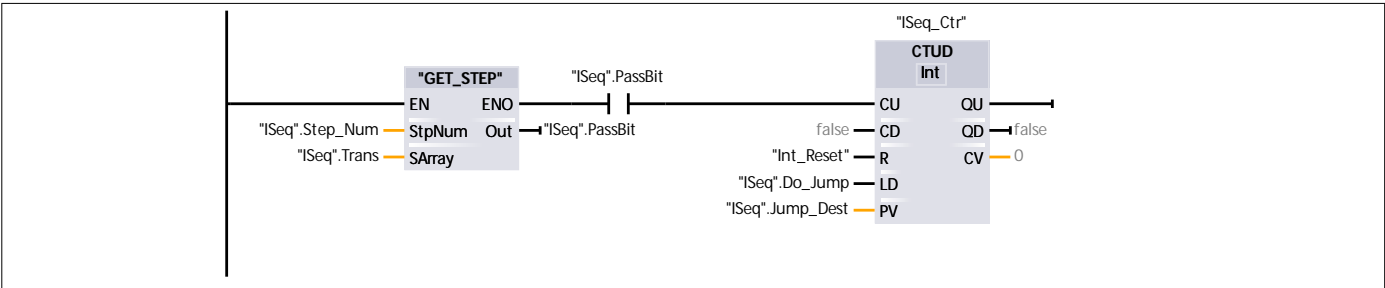 "ISeq_Ctr"
CTUD
Int
"GET_STEP"
"ISeq".PassBit
EN ENO
CU QU
"ISeq".Step_Num StpNum Out "ISeq".PassBit
false CD QD false
"ISeq".Trans SArray
"Int_Reset" R CV 0
"ISeq".Do_Jump LD
"ISeq".Jump_Dest PV